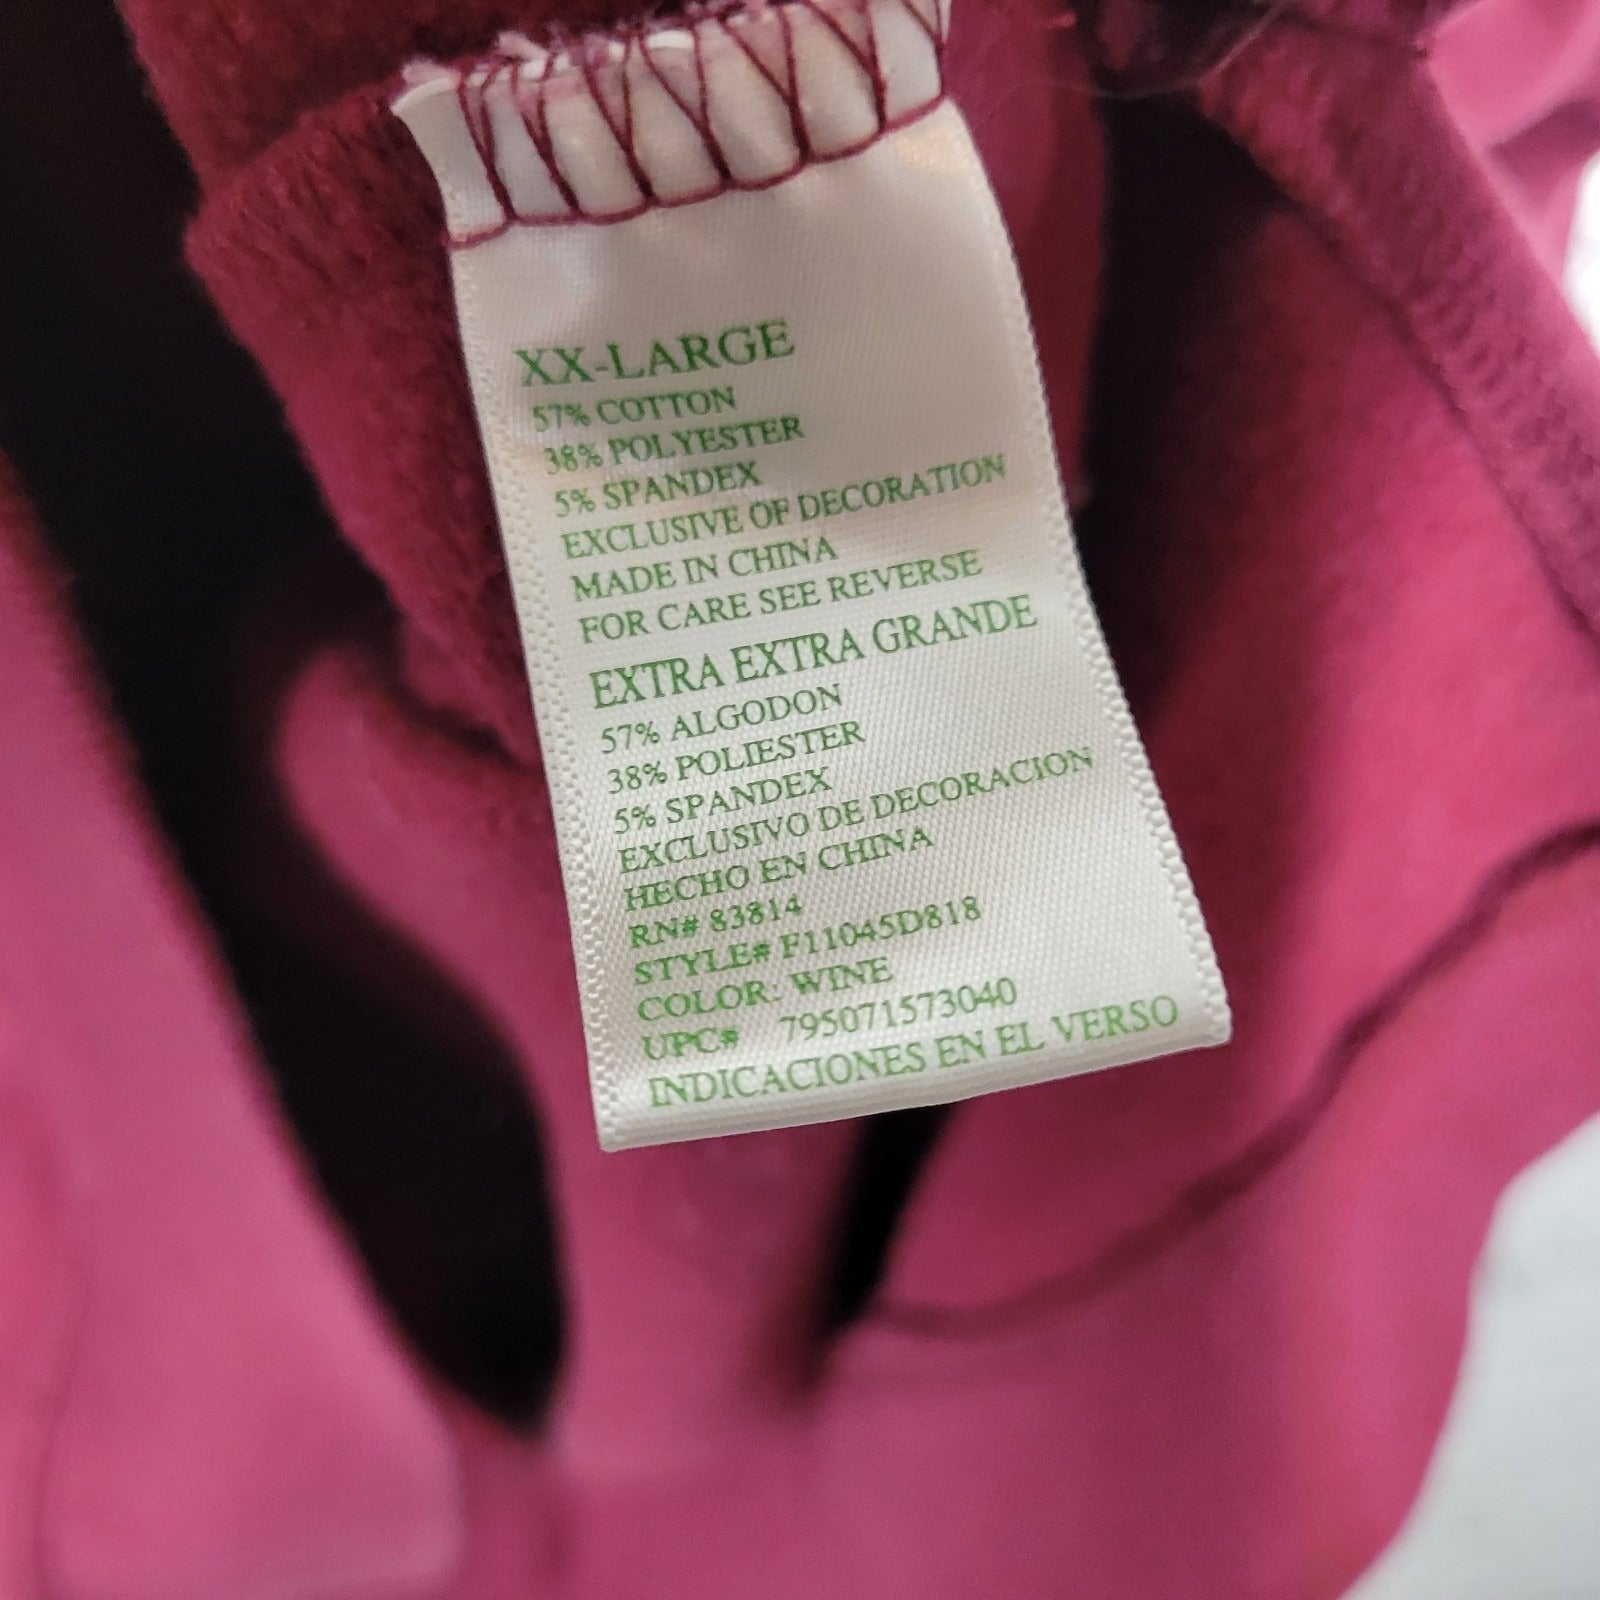 XX-LARGE
57% COTTON
38% POLYESTER
5% SPANDEX
EXCLUSIVE OF DECORATION
MADE IN CHINA
FOR CARE SEE REVERSE
EXTRA EXTRA GRANDE
57% ALGODON
38% POLIESTER
5% SPANDEX
EXCLUSIVO DE DECORACION
HECHO EN CHINA
RN# 83814
STYLE# F11045D818
COLOR: WINE
UPC# 795071573040
INDICACIONES EN EL VERSO